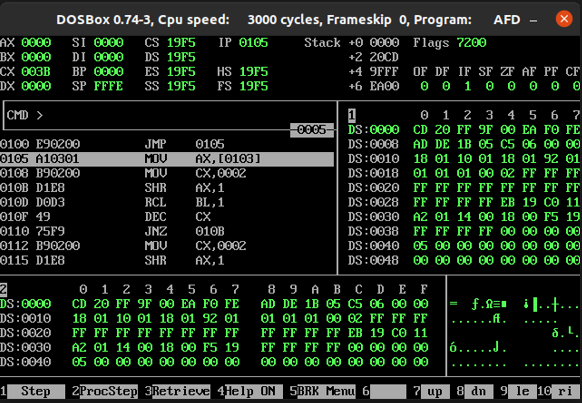 DOSBox 0.74-3, Cpu speed: 3000 cycles, Frameskip 0, Program: AFD
AX 0000 SI 0000 CS 19F5 IP 0105 Stack +0 0000 Flags 7200
BX 0000 DI 0000 DS 19F5 +2 20CD
CX 003B BP 0000 ES 19F5 HS 19F5 +4 9FFF OF DF IF SF ZF AF PF CF
DX 0000 SP FFFE SS 19F5 FS 19F5 +6 EA00 0 0 1 0 0 0 0 0
CMD >
0005
0100 E90200 JMP 0105
0105 A10301 MOV AX,[0103]
0108 B90200 MOV CX,0002
010B D1E8 SHR AX,1
010D D0D3 RCL BL,1
010F 49 DEC CX
0110 75F9 JNZ 010B
0112 B90200 MOV CX,0002
0115 D1E8 SHR AX,1
1 0 1 2 3 4 5 6 7
DS:0000 CD 20 FF 9F 00 EA F0 FE
DS:0008 AD DE 1B 05 C5 06 00 00
DS:0010 18 01 10 01 18 01 92 01
DS:0018 01 01 01 00 02 FF FF FF
DS:0020 FF FF FF FF FF FF FF FF
DS:0028 FF FF FF FF EB 19 C0 11
DS:0030 A2 01 14 00 18 00 F5 19
DS:0038 FF FF FF FF 00 00 00 00
DS:0040 05 00 00 00 00 00 00 00
DS:0048 00 00 00 00 00 00 00 00
2 0 1 2 3 4 5 6 7 8 9 A B C D E F
DS:0000 CD 20 FF 9F 00 EA F0 FE AD DE 1B 05 C5 06 00 00
DS:0010 18 01 10 01 18 01 92 01 01 01 01 00 02 FF FF FF
DS:0020 FF FF FF FF FF FF FF FF FF FF FF FF EB 19 C0 11
DS:0030 A2 01 14 00 18 00 F5 19 FF FF FF FF 00 00 00 00
DS:0040 05 00 00 00 00 00 00 00 00 00 00 00 00 00 00 00
1 Step 2 ProcStep 3 Retrieve 4 Help ON 5 BRK Menu 6 7 up 8 dn 9 le 10 ri